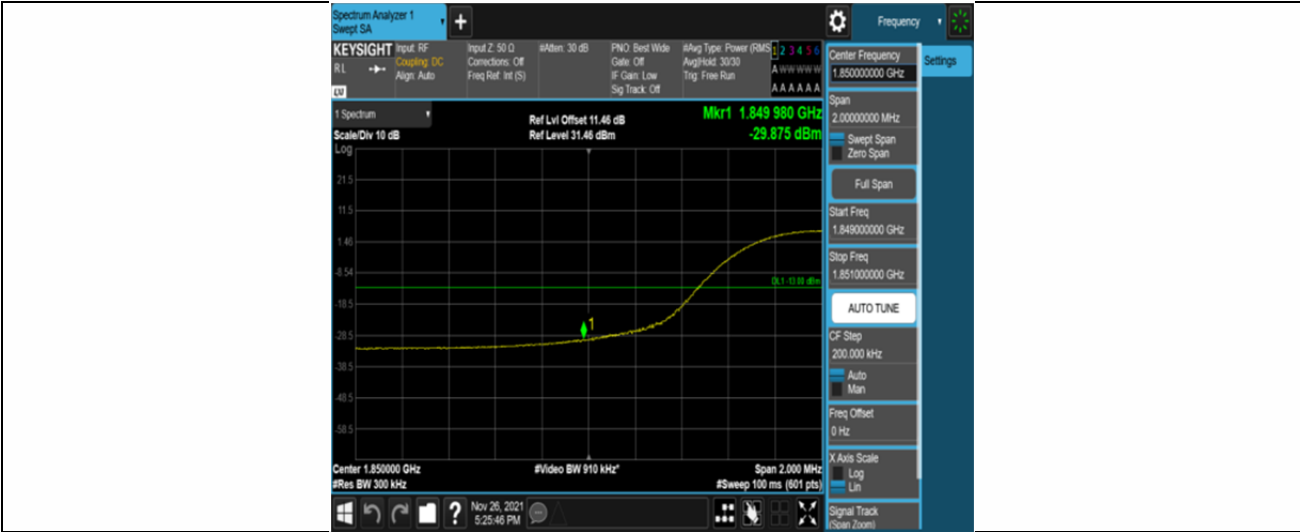 Spectrum Analyzer 1
Swept SA
+
Frequency
KEYSIGHT
RL
Input: RF
Coupling: DC
Align: Auto
Input Z: 50 Ω
Corrections: Off
Freq Ref: Int (S)
#Atten: 30 dB
PNO: Best Wide
Gate: Off
IF Gain: Low
Sig Track: Off
#Avg Type: Power (RMS
Avg|Hold: 30/30
Trig: Free Run
1 2 3 4 5 6
A W W W W W
A A A A A A
1 Spectrum
Scale/Div 10 dB
Log
Ref Lvl Offset 11.46 dB
Ref Level 31.46 dBm
Mkr1 1.849 980 GHz
-29.875 dBm
21.5
11.5
1.46
-8.54
-18.5
-28.5
-38.5
-48.5
-58.5
DL1 -13.00 dBm
1
Center 1.850000 GHz
#Res BW 300 kHz
#Video BW 910 kHz*
Span 2.000 MHz
#Sweep 100 ms (601 pts)
?
Nov 26, 2021
5:25:46 PM
Center Frequency
1.850000000 GHz
Settings
Span
2.00000000 MHz
Swept Span
Zero Span
Full Span
Start Freq
1.849000000 GHz
Stop Freq
1.851000000 GHz
AUTO TUNE
CF Step
200.000 kHz
Auto
Man
Freq Offset
0 Hz
X Axis Scale
Log
Lin
Signal Track
(Span Zoom)